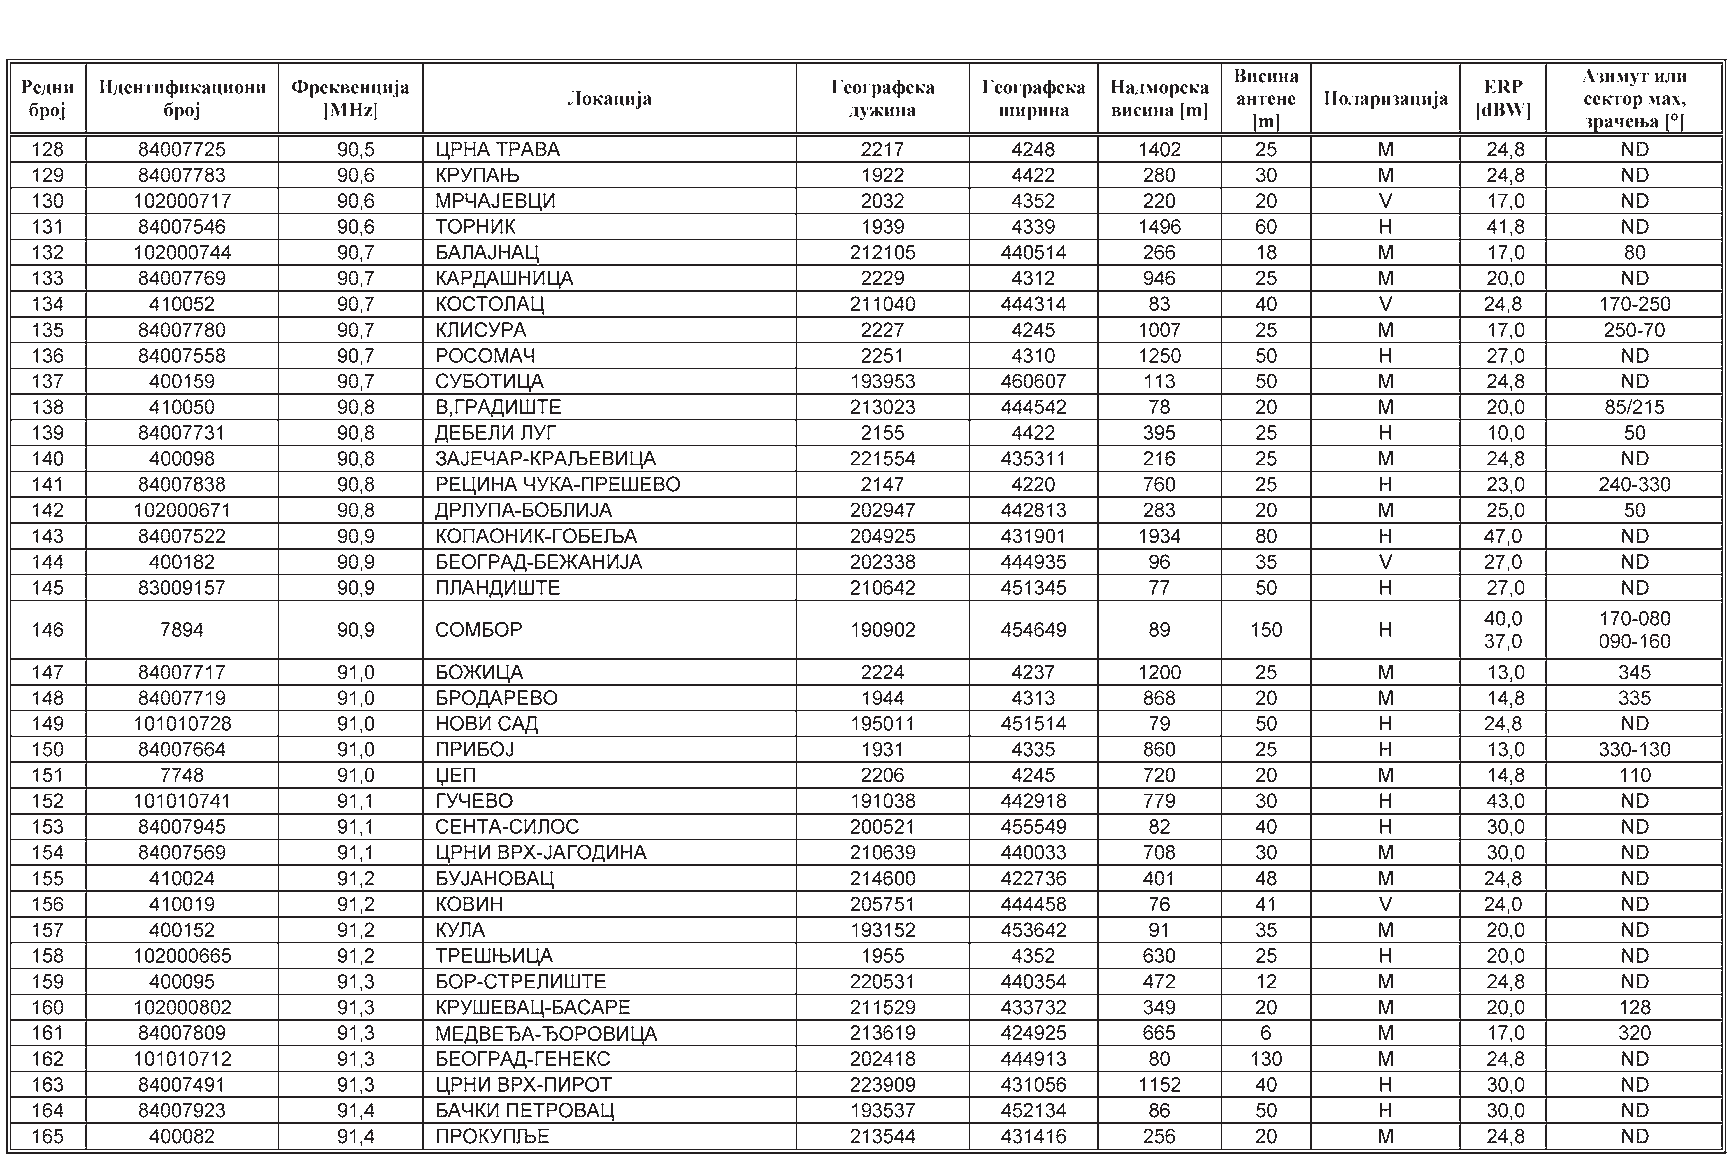 Редни број Идентификациони број Фреквенција [MHz] Локација Географска дужина Географска ширина Надморска висина [m] Висина антене [m] Поларизација ERP [dBW] Азимут или сектор мах, зрачења [°]
128 84007725 90,5 ЦРНА ТРАВА 2217 4248 1402 25 M 24,8 ND
129 84007783 90,6 КРУПАЊ 1922 4422 280 30 M 24,8 ND
130 102000717 90,6 МРЧАЈЕВЦИ 2032 4352 220 20 V 17,0 ND
131 84007546 90,6 ТОРНИК 1939 4339 1496 60 H 41,8 ND
132 102000744 90,7 БАЛАЈНАЦ 212105 440514 266 18 M 17,0 80
133 84007769 90,7 КАРДАШНИЦА 2229 4312 946 25 M 20,0 ND
134 410052 90,7 КОСТОЛАЦ 211040 444314 83 40 V 24,8 170-250
135 84007780 90,7 КЛИСУРА 2227 4245 1007 25 M 17,0 250-70
136 84007558 90,7 РОСОМАЧ 2251 4310 1250 50 H 27,0 ND
137 400159 90,7 СУБОТИЦА 193953 460607 113 50 M 24,8 ND
138 410050 90,8 В,ГРАДИШТЕ 213023 444542 78 20 M 20,0 85/215
139 84007731 90,8 ДЕБЕЛИ ЛУГ 2155 4422 395 25 H 10,0 50
140 400098 90,8 ЗАЈЕЧАР-КРАЉЕВИЦА 221554 435311 216 25 M 24,8 ND
141 84007838 90,8 РЕЦИНА ЧУКА-ПРЕШЕВО 2147 4220 760 25 H 23,0 240-330
142 102000671 90,8 ДРЛУПА-БОБЛИЈА 202947 442813 283 20 M 25,0 50
143 84007522 90,9 КОПАОНИК-ГОБЕЉА 204925 431901 1934 80 H 47,0 ND
144 400182 90,9 БЕОГРАД-БЕЖАНИЈА 202338 444935 96 35 V 27,0 ND
145 83009157 90,9 ПЛАНДИШТЕ 210642 451345 77 50 H 27,0 ND
146 7894 90,9 СОМБОР 190902 454649 89 150 H 40,0 170-080
37,0 090-160
147 84007717 91,0 БОЖИЦА 2224 4237 1200 25 M 13,0 345
148 84007719 91,0 БРОДАРЕВО 1944 4313 868 20 M 14,8 335
149 101010728 91,0 НОВИ САД 195011 451514 79 50 H 24,8 ND
150 84007664 91,0 ПРИБОЈ 1931 4335 860 25 H 13,0 330-130
151 7748 91,0 ЏЕП 2206 4245 720 20 M 14,8 110
152 101010741 91,1 ГУЧЕВО 191038 442918 779 30 H 43,0 ND
153 84007945 91,1 СЕНТА-СИЛОС 200521 455549 82 40 H 30,0 ND
154 84007569 91,1 ЦРНИ ВРХ-ЈАГОДИНА 210639 440033 708 30 M 30,0 ND
155 410024 91,2 БУЈАНОВАЦ 214600 422736 401 48 M 24,8 ND
156 410019 91,2 КОВИН 205751 444458 76 41 V 24,0 ND
157 400152 91,2 КУЛА 193152 453642 91 35 M 20,0 ND
158 102000665 91,2 ТРЕШЊИЦА 1955 4352 630 25 H 20,0 ND
159 400095 91,3 БОР-СТРЕЛИШТЕ 220531 440354 472 12 M 24,8 ND
160 102000802 91,3 КРУШЕВАЦ-БАСАРЕ 211529 433732 349 20 M 20,0 128
161 84007809 91,3 МЕДВЕЂА-ЂОРОВИЦА 213619 424925 665 6 M 17,0 320
162 101010712 91,3 БЕОГРАД-ГЕНЕКС 202418 444913 80 130 M 24,8 ND
163 84007491 91,3 ЦРНИ ВРХ-ПИРОТ 223909 431056 1152 40 H 30,0 ND
164 84007923 91,4 БАЧКИ ПЕТРОВАЦ 193537 452134 86 50 H 30,0 ND
165 400082 91,4 ПРОКУПЉЕ 213544 431416 256 20 M 24,8 ND